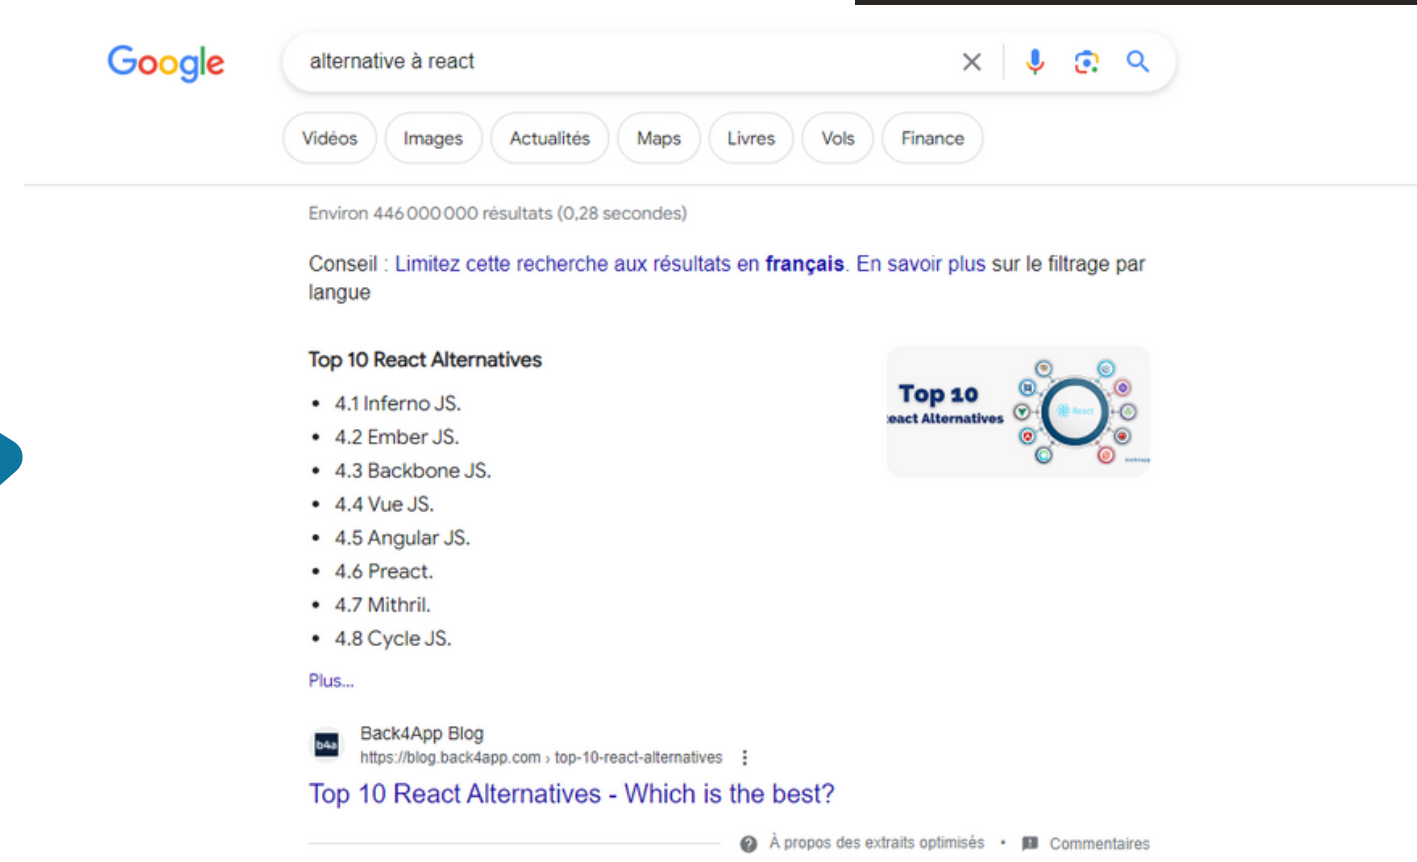 Google
alternative à react
Vidéos
Images
Actualités
Maps
Livres
Vols
Finance
Environ 446 000 000 résultats (0,28 secondes)
Conseil : Limitez cette recherche aux résultats en français. En savoir plus sur le filtrage par
langue
Top 10 React Alternatives
• 4.1 Inferno JS.
• 4.2 Ember JS.
• 4.3 Backbone JS.
• 4.4 Vue JS.
• 4.5 Angular JS.
• 4.6 Preact.
• 4.7 Mithril.
• 4.8 Cycle JS.
Plus...
Top 10
eact Alternatives
React
b4a
Back4App Blog
https://blog.back4app.com › top-10-react-alternatives
Top 10 React Alternatives - Which is the best?
À propos des extraits optimisés • Commentaires